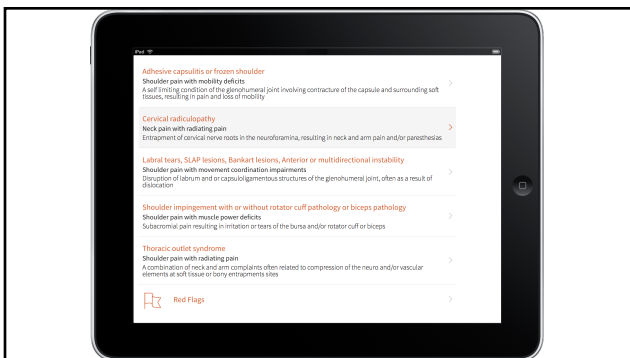 iPad
Adhesive capsulitis or frozen shoulder
Shoulder pain with mobility deficits
A self limiting condition of the glenohumeral joint involving contracture of the capsule and surrounding soft
tissues, resulting in pain and loss of mobility
Cervical radiculopathy
Neck pain with radiating pain
Entrapment of cervical nerve roots in the neuroforamina, resulting in neck and arm pain and/or paresthesias
Labral tears, SLAP lesions, Bankart lesions, Anterior or multidirectional instability
Shoulder pain with movement coordination impairments
Disruption of labrum and or capsuloligamentous structures of the glenohumeral joint, often as a result of
dislocation
Shoulder impingement with or without rotator cuff pathology or biceps pathology
Shoulder pain with muscle power deficits
Subacromial pain resulting in irritation or tears of the bursa and/or rotator cuff or biceps
Thoracic outlet syndrome
Shoulder pain with radiating pain
A combination of neck and arm complaints often related to compression of the neuro and/or vascular
elements at soft tissue or bony entrapments sites
Red Flags